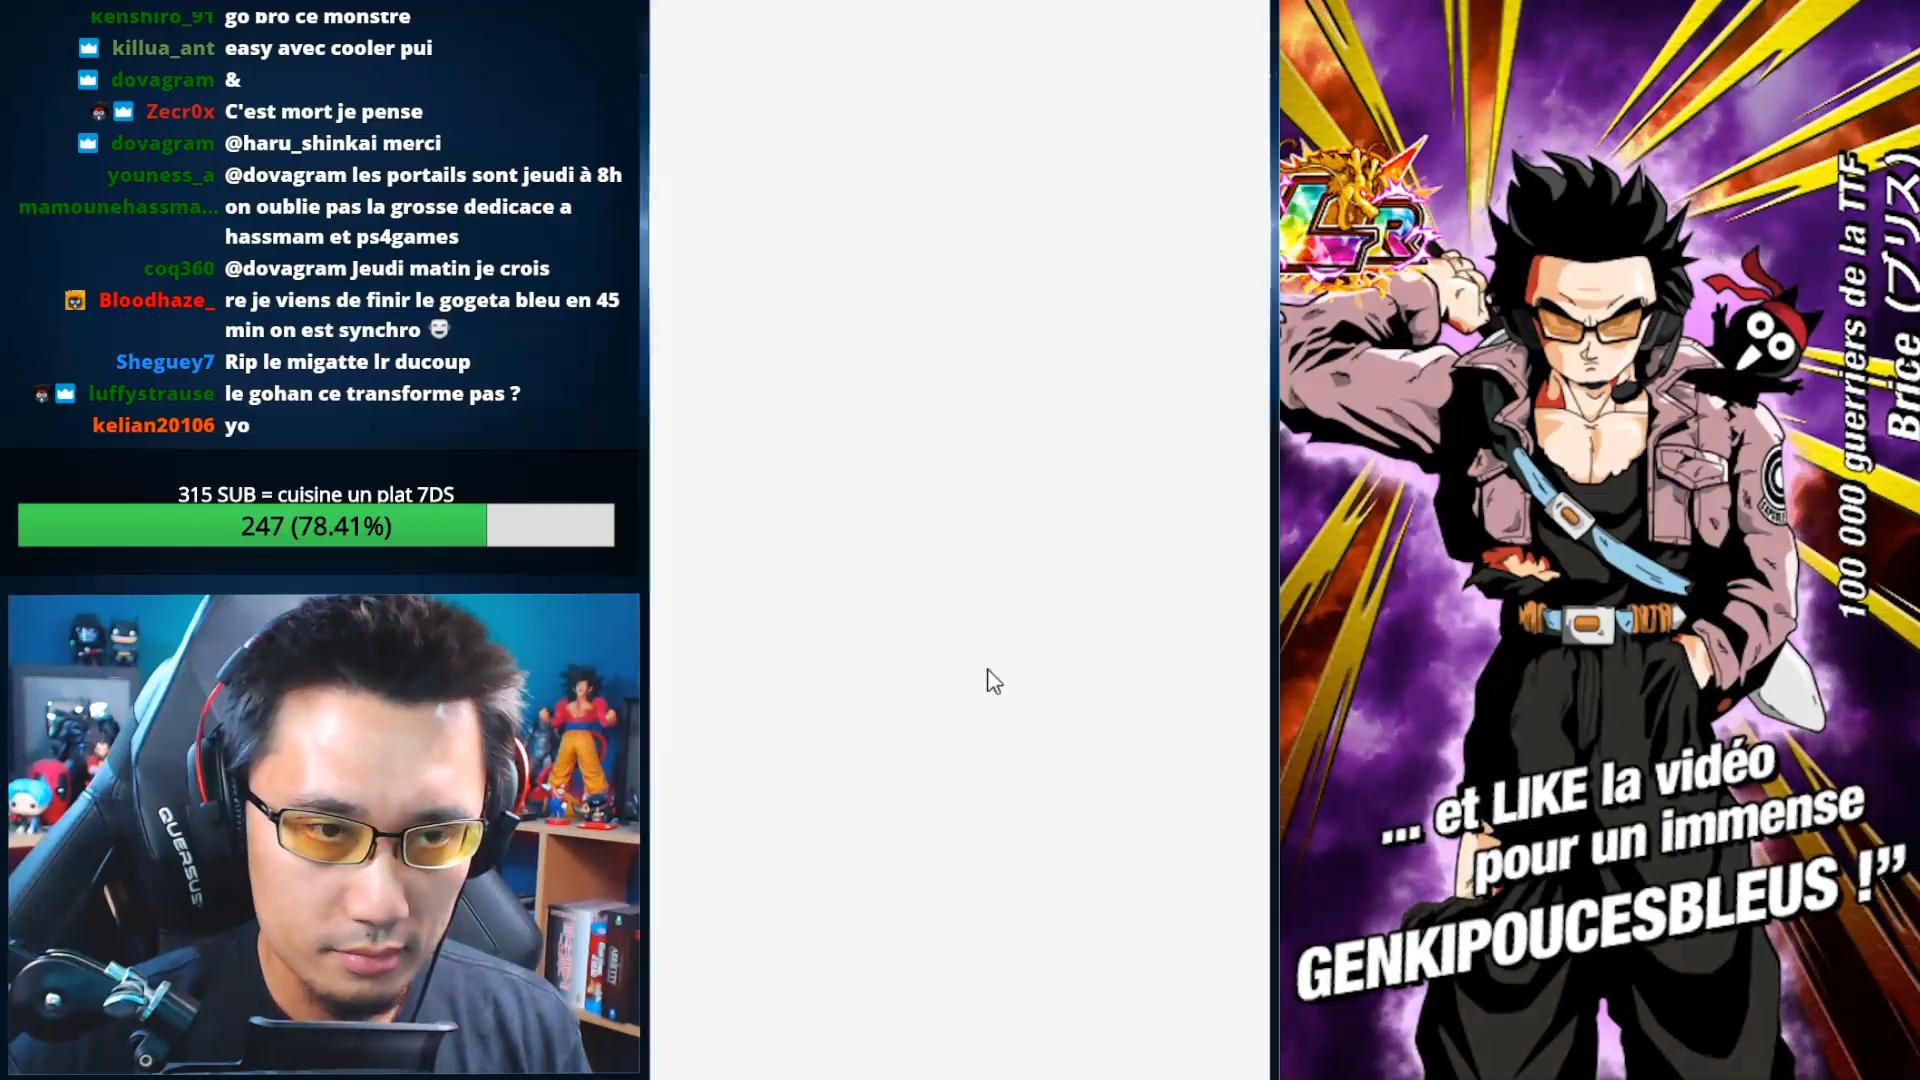 kenshiro_91 go bro ce monstre
killua_ant easy avec cooler pui
dovagram &
Zecr0x C'est mort je pense
dovagram @haru_shinkai merci
youness_a @dovagram les portails sont jeudi à 8h
mamounehassma... on oublie pas la grosse dedicace a
hassmam et ps4games
coq360 @dovagram Jeudi matin je crois
Bloodhaze_ re je viens de finir le gogeta bleu en 45
min on est synchro
Sheguey7 Rip le migatte lr ducoup
luffystrause le gohan ce transforme pas ?
kelian20106 yo
315 SUB = cuisine un plat 7DS
247 (78.41%)
QUERSUS
LR
100 000 guerriers de la TTF
Brice (ブリス)
... et LIKE la vidéo
pour un immense
GENKIPOUCESBLEUS !”